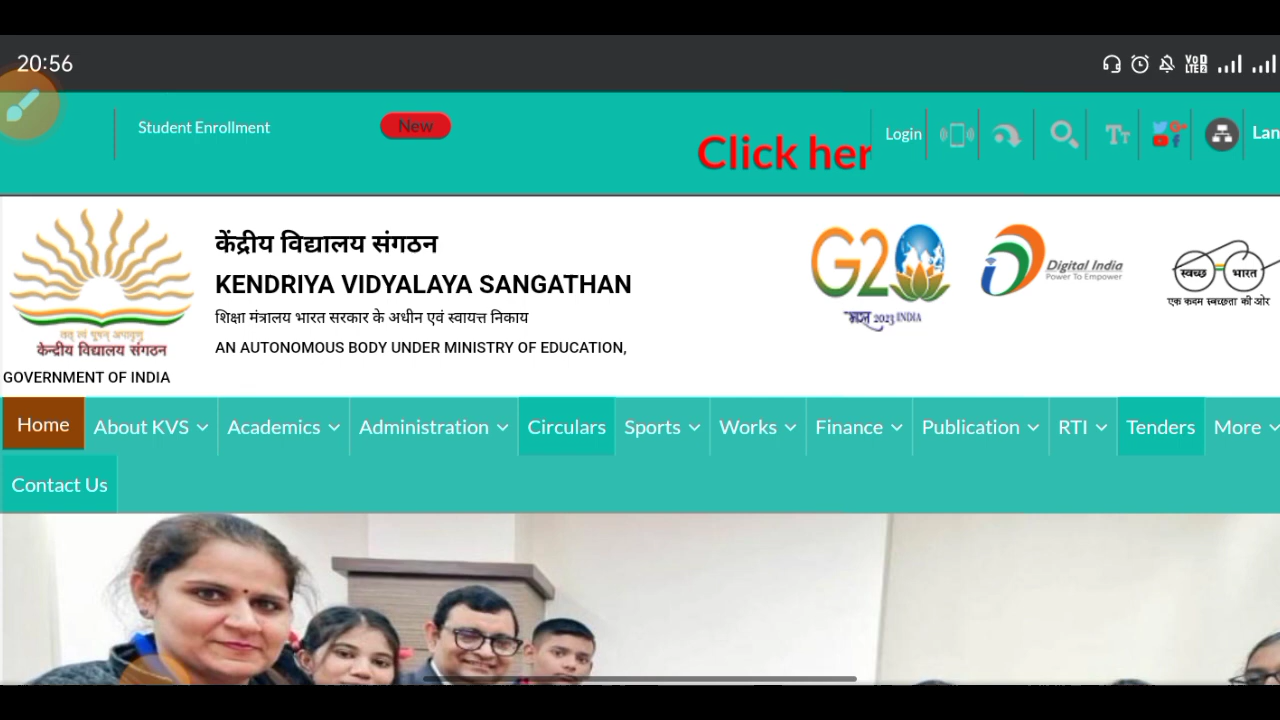 20:56
VoD LTE2
Student Enrollment
New
Click her
Login
Tт
Lan
केंद्रीय विद्यालय संगठन
KENDRIYA VIDYALAYA SANGATHAN
शिक्षा मंत्रालय भारत सरकार के अधीन एवं स्वायत्त निकाय
AN AUTONOMOUS BODY UNDER MINISTRY OF EDUCATION,
GOVERNMENT OF INDIA
केन्द्रीय विद्यालय संगठन
G20
2023 INDIA
Digital India
Power To Empower
स्वच्छ भारत
एक कदम स्वच्छता की ओर
Home
About KVS
Academics
Administration
Circulars
Sports
Works
Finance
Publication
RTI
Tenders
More
Contact Us